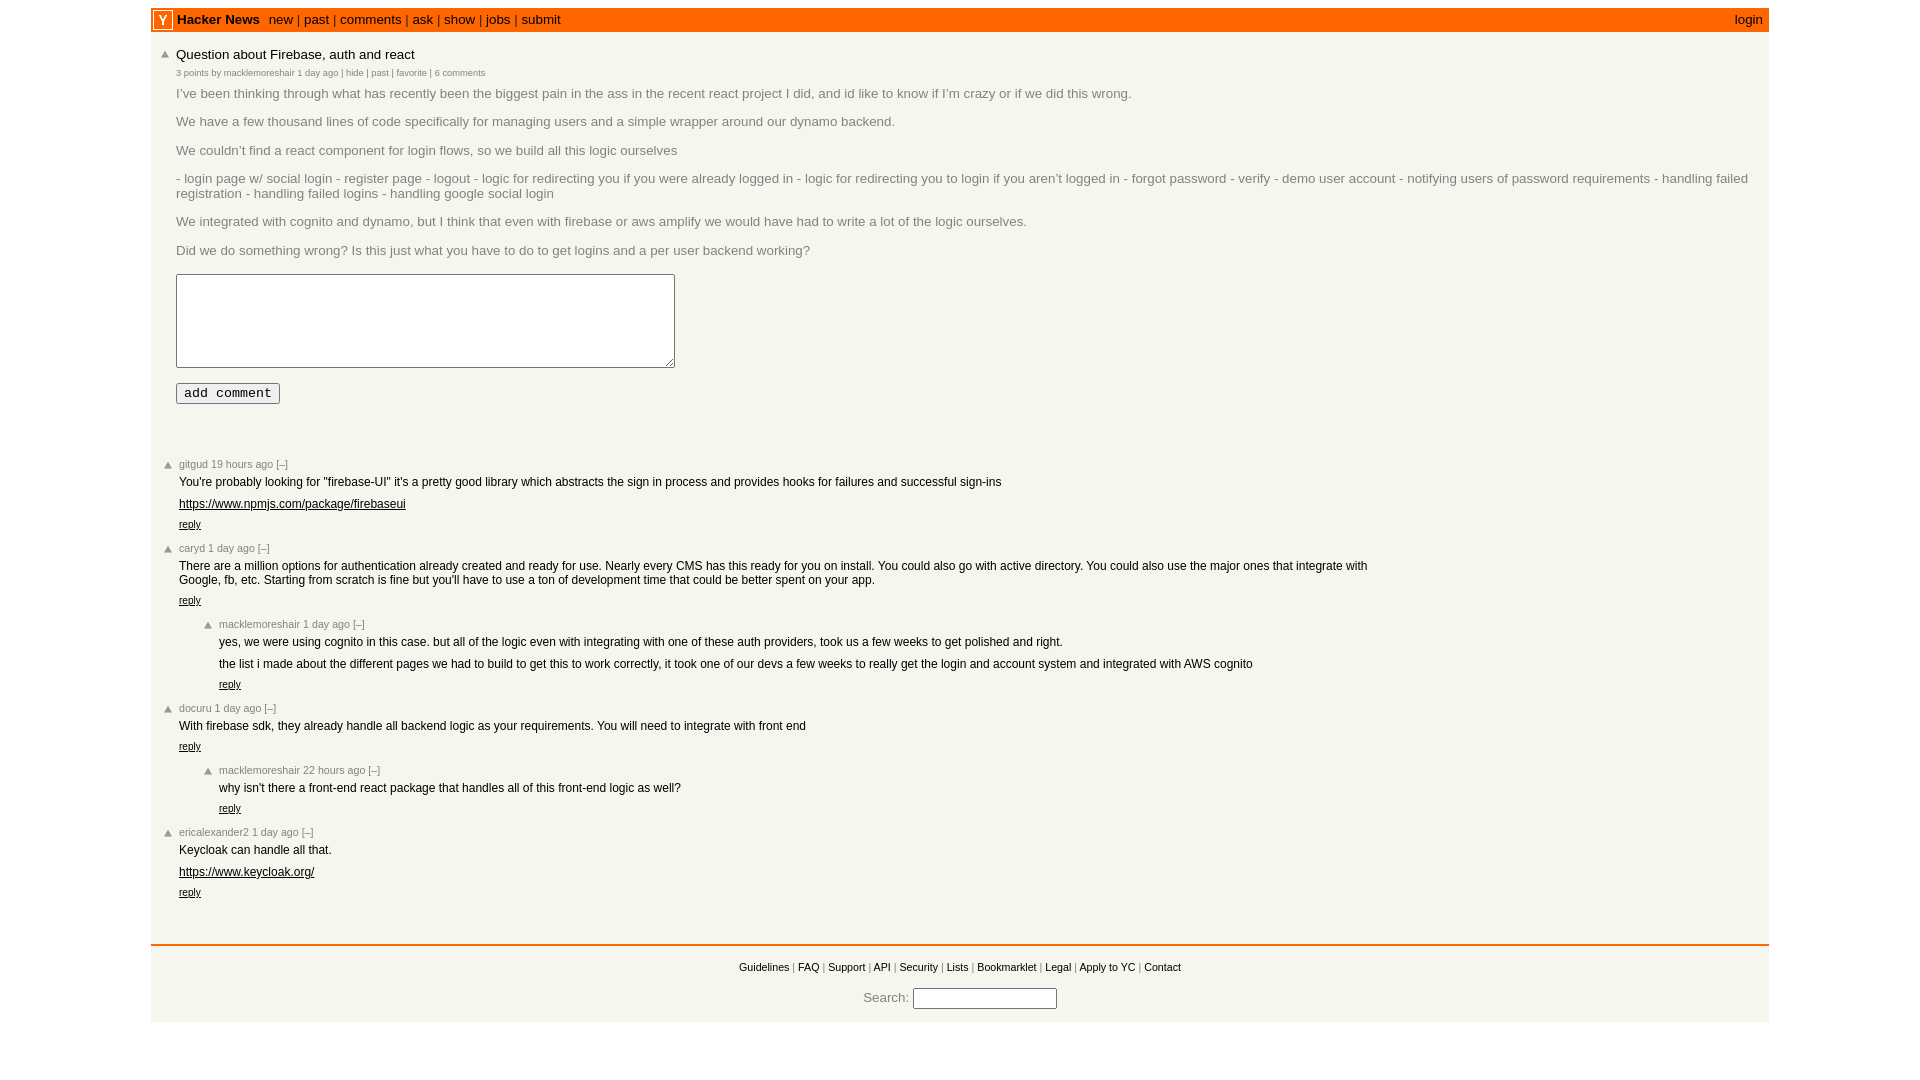 Y Hacker News new | past | comments | ask | show | jobs | submit login
Question about Firebase, auth and react
3 points by macklemoreshair 1 day ago | hide | past | favorite | 6 comments
I’ve been thinking through what has recently been the biggest pain in the ass in the recent react project I did, and id like to know if I’m crazy or if we did this wrong.
We have a few thousand lines of code specifically for managing users and a simple wrapper around our dynamo backend.
We couldn’t find a react component for login flows, so we build all this logic ourselves
- login page w/ social login - register page - logout - logic for redirecting you if you were already logged in - logic for redirecting you to login if you aren’t logged in - forgot password - verify - demo user account - notifying users of password requirements - handling failed
registration - handling failed logins - handling google social login
We integrated with cognito and dynamo, but I think that even with firebase or aws amplify we would have had to write a lot of the logic ourselves.
Did we do something wrong? Is this just what you have to do to get logins and a per user backend working?
add comment
gitgud 19 hours ago [–]
You're probably looking for "firebase-UI" it's a pretty good library which abstracts the sign in process and provides hooks for failures and successful sign-ins
https://www.npmjs.com/package/firebaseui
reply
caryd 1 day ago [–]
There are a million options for authentication already created and ready for use. Nearly every CMS has this ready for you on install. You could also go with active directory. You could also use the major ones that integrate with
Google, fb, etc. Starting from scratch is fine but you'll have to use a ton of development time that could be better spent on your app.
reply
macklemoreshair 1 day ago [–]
yes, we were using cognito in this case. but all of the logic even with integrating with one of these auth providers, took us a few weeks to get polished and right.
the list i made about the different pages we had to build to get this to work correctly, it took one of our devs a few weeks to really get the login and account system and integrated with AWS cognito
reply
docuru 1 day ago [–]
With firebase sdk, they already handle all backend logic as your requirements. You will need to integrate with front end
reply
macklemoreshair 22 hours ago [–]
why isn't there a front-end react package that handles all of this front-end logic as well?
reply
ericalexander2 1 day ago [–]
Keycloak can handle all that.
https://www.keycloak.org/
reply
Guidelines | FAQ | Support | API | Security | Lists | Bookmarklet | Legal | Apply to YC | Contact
Search: